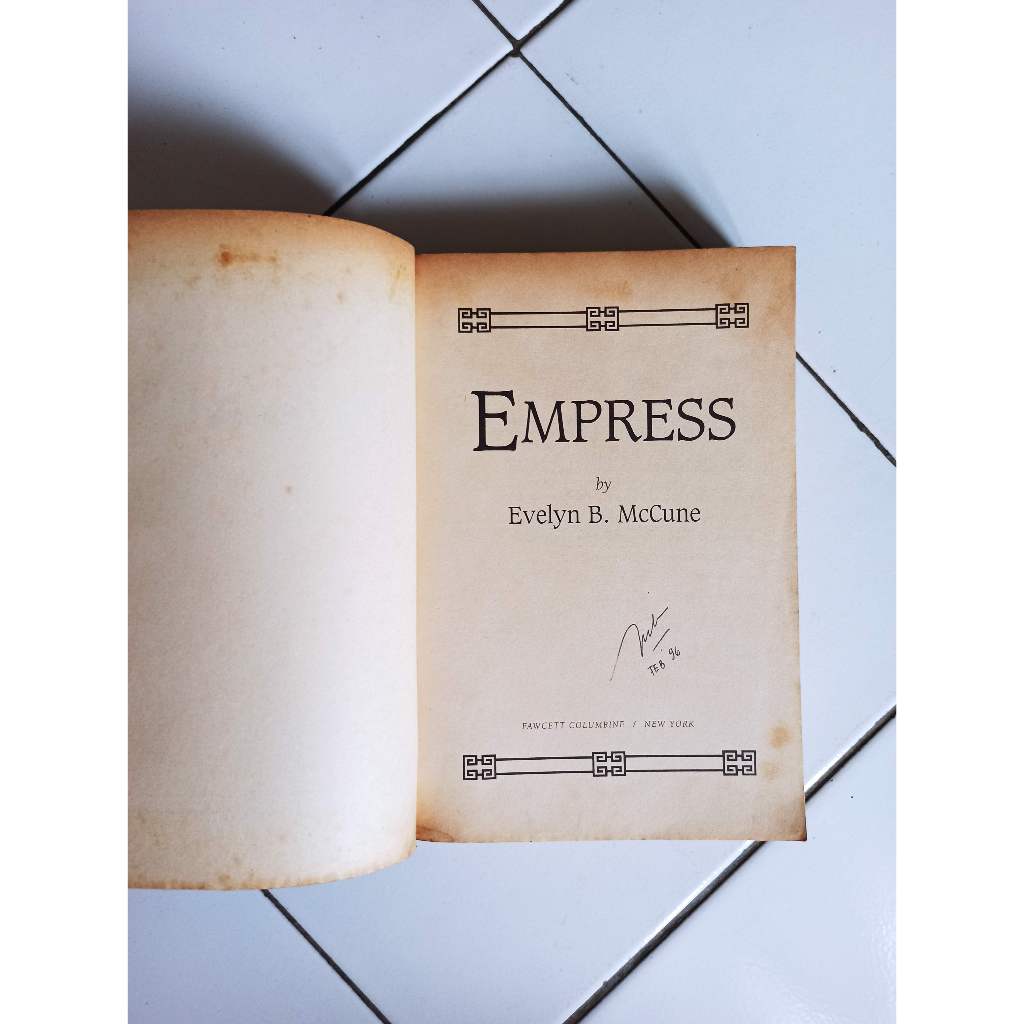 EMPRESS
by
Evelyn B. McCune
FEB 96
FAWCETT COLUMBINE / NEW YORK